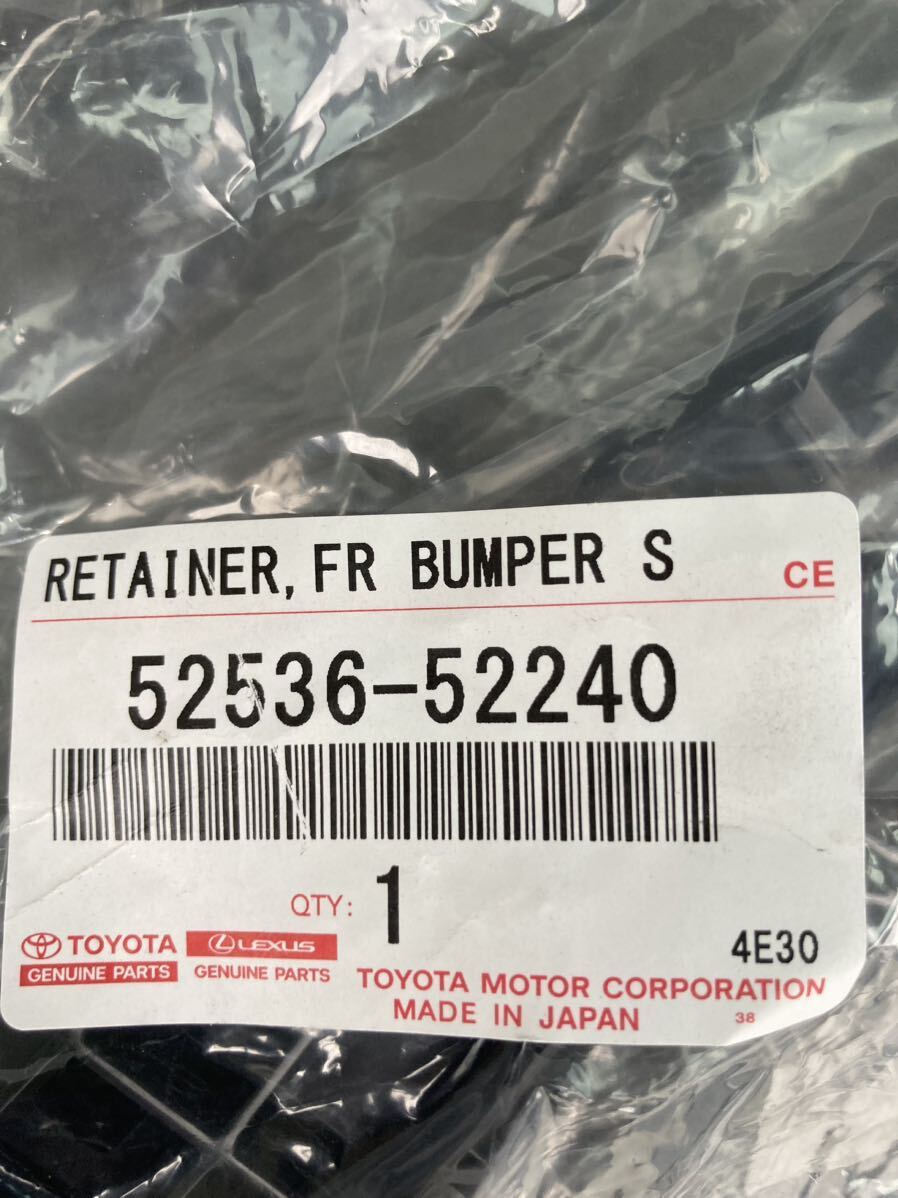 RETAINER, FR BUMPER S
CE
52536-52240
QTY: 1
TOYOTA
GENUINE PARTS
LEXUS
GENUINE PARTS
4E30
TOYOTA MOTOR CORPORATION
MADE IN JAPAN
38